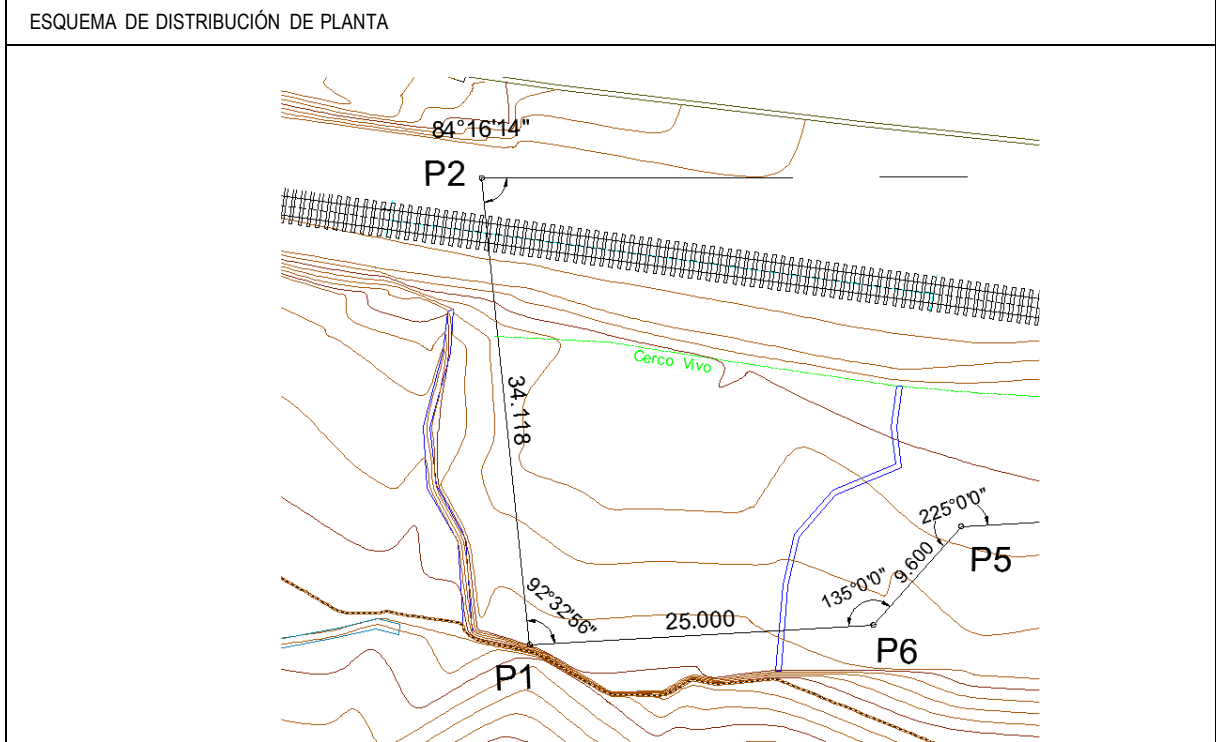 ESQUEMA DE DISTRIBUCIÓN DE PLANTA
84°16'14"
P2
Cerco Vivo
34.118
225°0'0"
P5
9.600
135°0'0"
92°32'56"
25.000
P6
P1